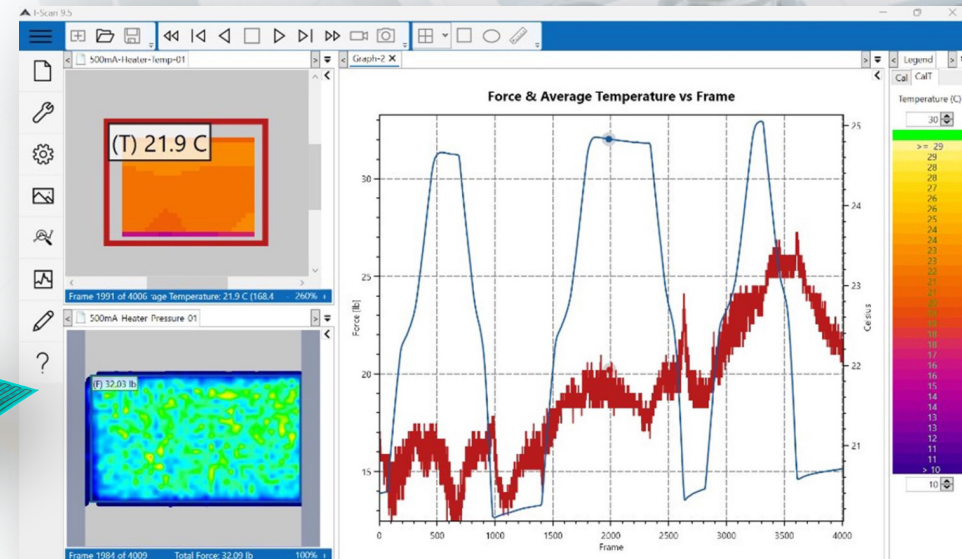 I-Scan 9.5
500mA-Heater-Temp-01
(T) 21.9 C
Frame 1991 of 4006 rage Temperature: 21.9 C (168.4
260%
500mA Heater Pressure 01
(F) 32.03 lb
Frame 1984 of 4009 Total Force: 32.09 lb 100%
?
Graph-2
Force & Average Temperature vs Frame
Force [lb]
30
25
20
15
25
24
23
22
21
Celsius
0 500 1000 1500 2000 2500 3000 3500 4000
Frame
Legend
Cal CalT
Temperature (C)
30
>= 29
29
28
28
27
26
26
25
24
24
23
23
22
21
21
18
17
16
16
15
14
14
13
13
12
11
11
> 10
10